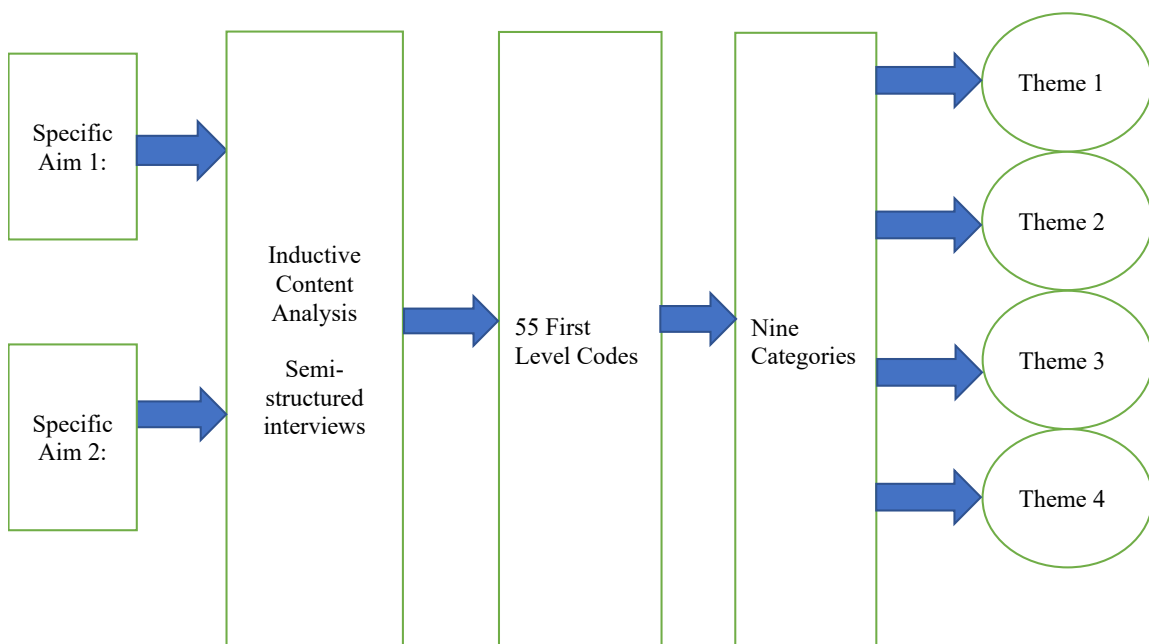 Specific
Aim 1:
Specific
Aim 2:
Inductive
Content
Analysis
Semi-
structured
interviews
55 First
Level Codes
Nine
Categories
Theme 1
Theme 2
Theme 3
Theme 4